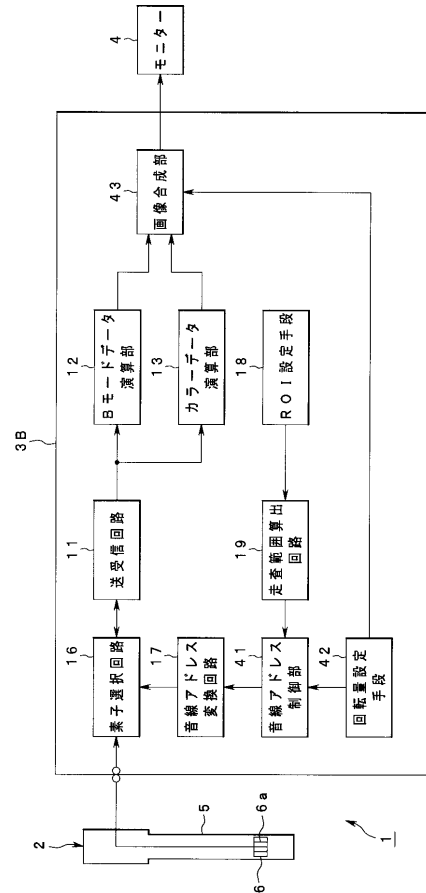 3B
4
モニター
43
画像合成部
12
Bモードデータ
演算部
13
カラーデータ
演算部
18
ROI設定手段
11
送受信回路
19
走査範囲算出
回路
16
素子選択回路
17
音線アドレス
変換回路
41
音線アドレス
制御部
42
回転量設定
手段
2
5
6a
6
1